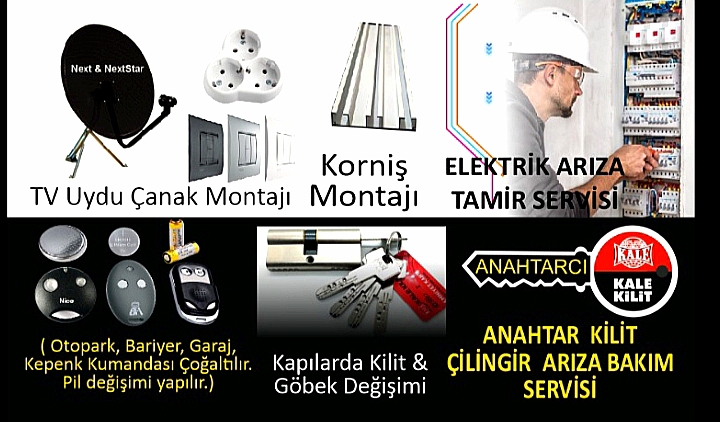 Next & NextStar
TV Uydu Çanak Montajı
Korniş
Montajı
ELEKTRİK ARIZA
TAMİR SERVİSİ
Nice
( Otopark, Bariyer, Garaj,
Kepenk Kumandası Çoğaltılır.
Pil değişimi yapılır.)
Kapılarda Kilit &
Göbek Değişimi
ANAHTARCI
KALE
KALE
KİLİT
ANAHTAR KİLİT
ÇİLİNGİR ARIZA BAKIM
SERVİSİ